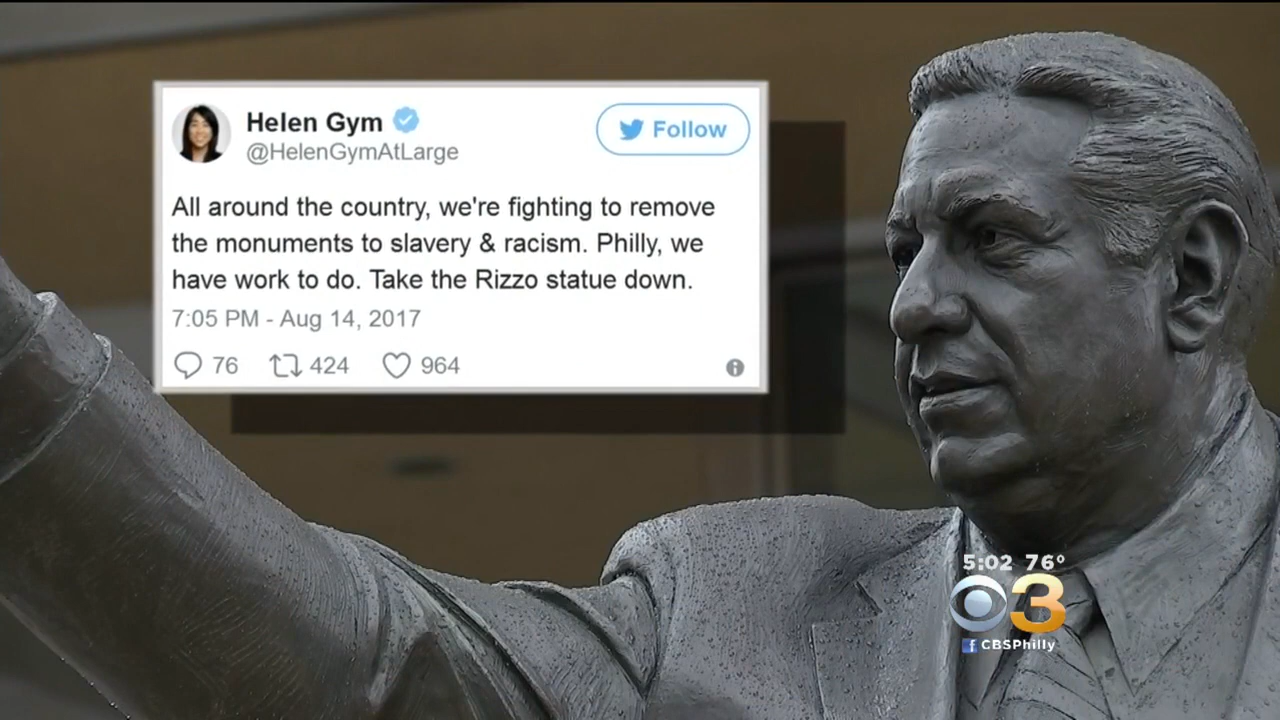 Helen Gym
@HelenGymAtLarge
Follow
All around the country, we're fighting to remove
the monuments to slavery & racism. Philly, we
have work to do. Take the Rizzo statue down.
7:05 PM - Aug 14, 2017
76 424 964
5:02 76°
3
f CBSPhilly